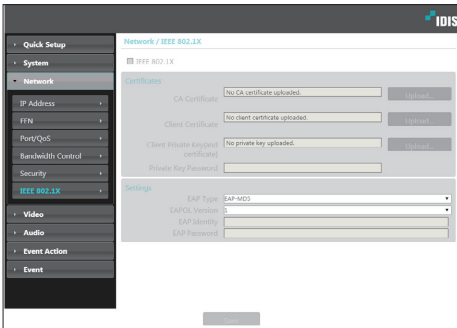 IDIS
Quick Setup
System
Network
IP Address
FEN
Port/QoS
Bandwidth Control
Security
IEEE 802.1X
Video
Audio
Event Action
Event
Network / IEEE 802.1X
IEEE 802.1X
Certificates
CA Certificate
No CA certificate uploaded.
Upload...
Client Certificate
No client certificate uploaded.
Upload...
Client Private Key(and
certificate)
No private key uploaded.
Upload...
Private Key Password
Settings
EAP Type
EAP-MD5
EAPOL Version
1
EAP Identity
EAP Password
Save